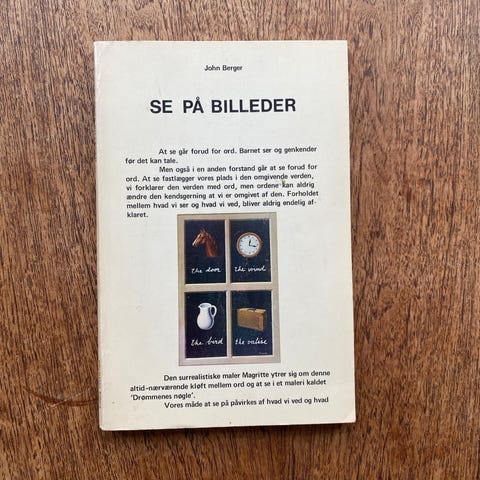 John Berger
SE PÅ BILLEDER
At se går forud for ord. Barnet ser og genkender
før det kan tale.
Men også i en anden forstand går at se forud for
ord. At se fastlægger vores plads i den omgivende verden,
vi forklarer den verden med ord, men ordene kan aldrig
ændre den kendsgerning at vi er omgivet af den. Forholdet
mellem hvad vi ser og hvad vi ved, bliver aldrig endelig af-
klaret.
the door
the wind
the bird
the valise
Den surrealistiske maler Magritte ytrer sig om denne
altid-nærværende kløft mellem ord og at se i et maleri kaldet
'Drømmenes nøgle'.
Vores måde at se på påvirkes af hvad vi ved og hvad